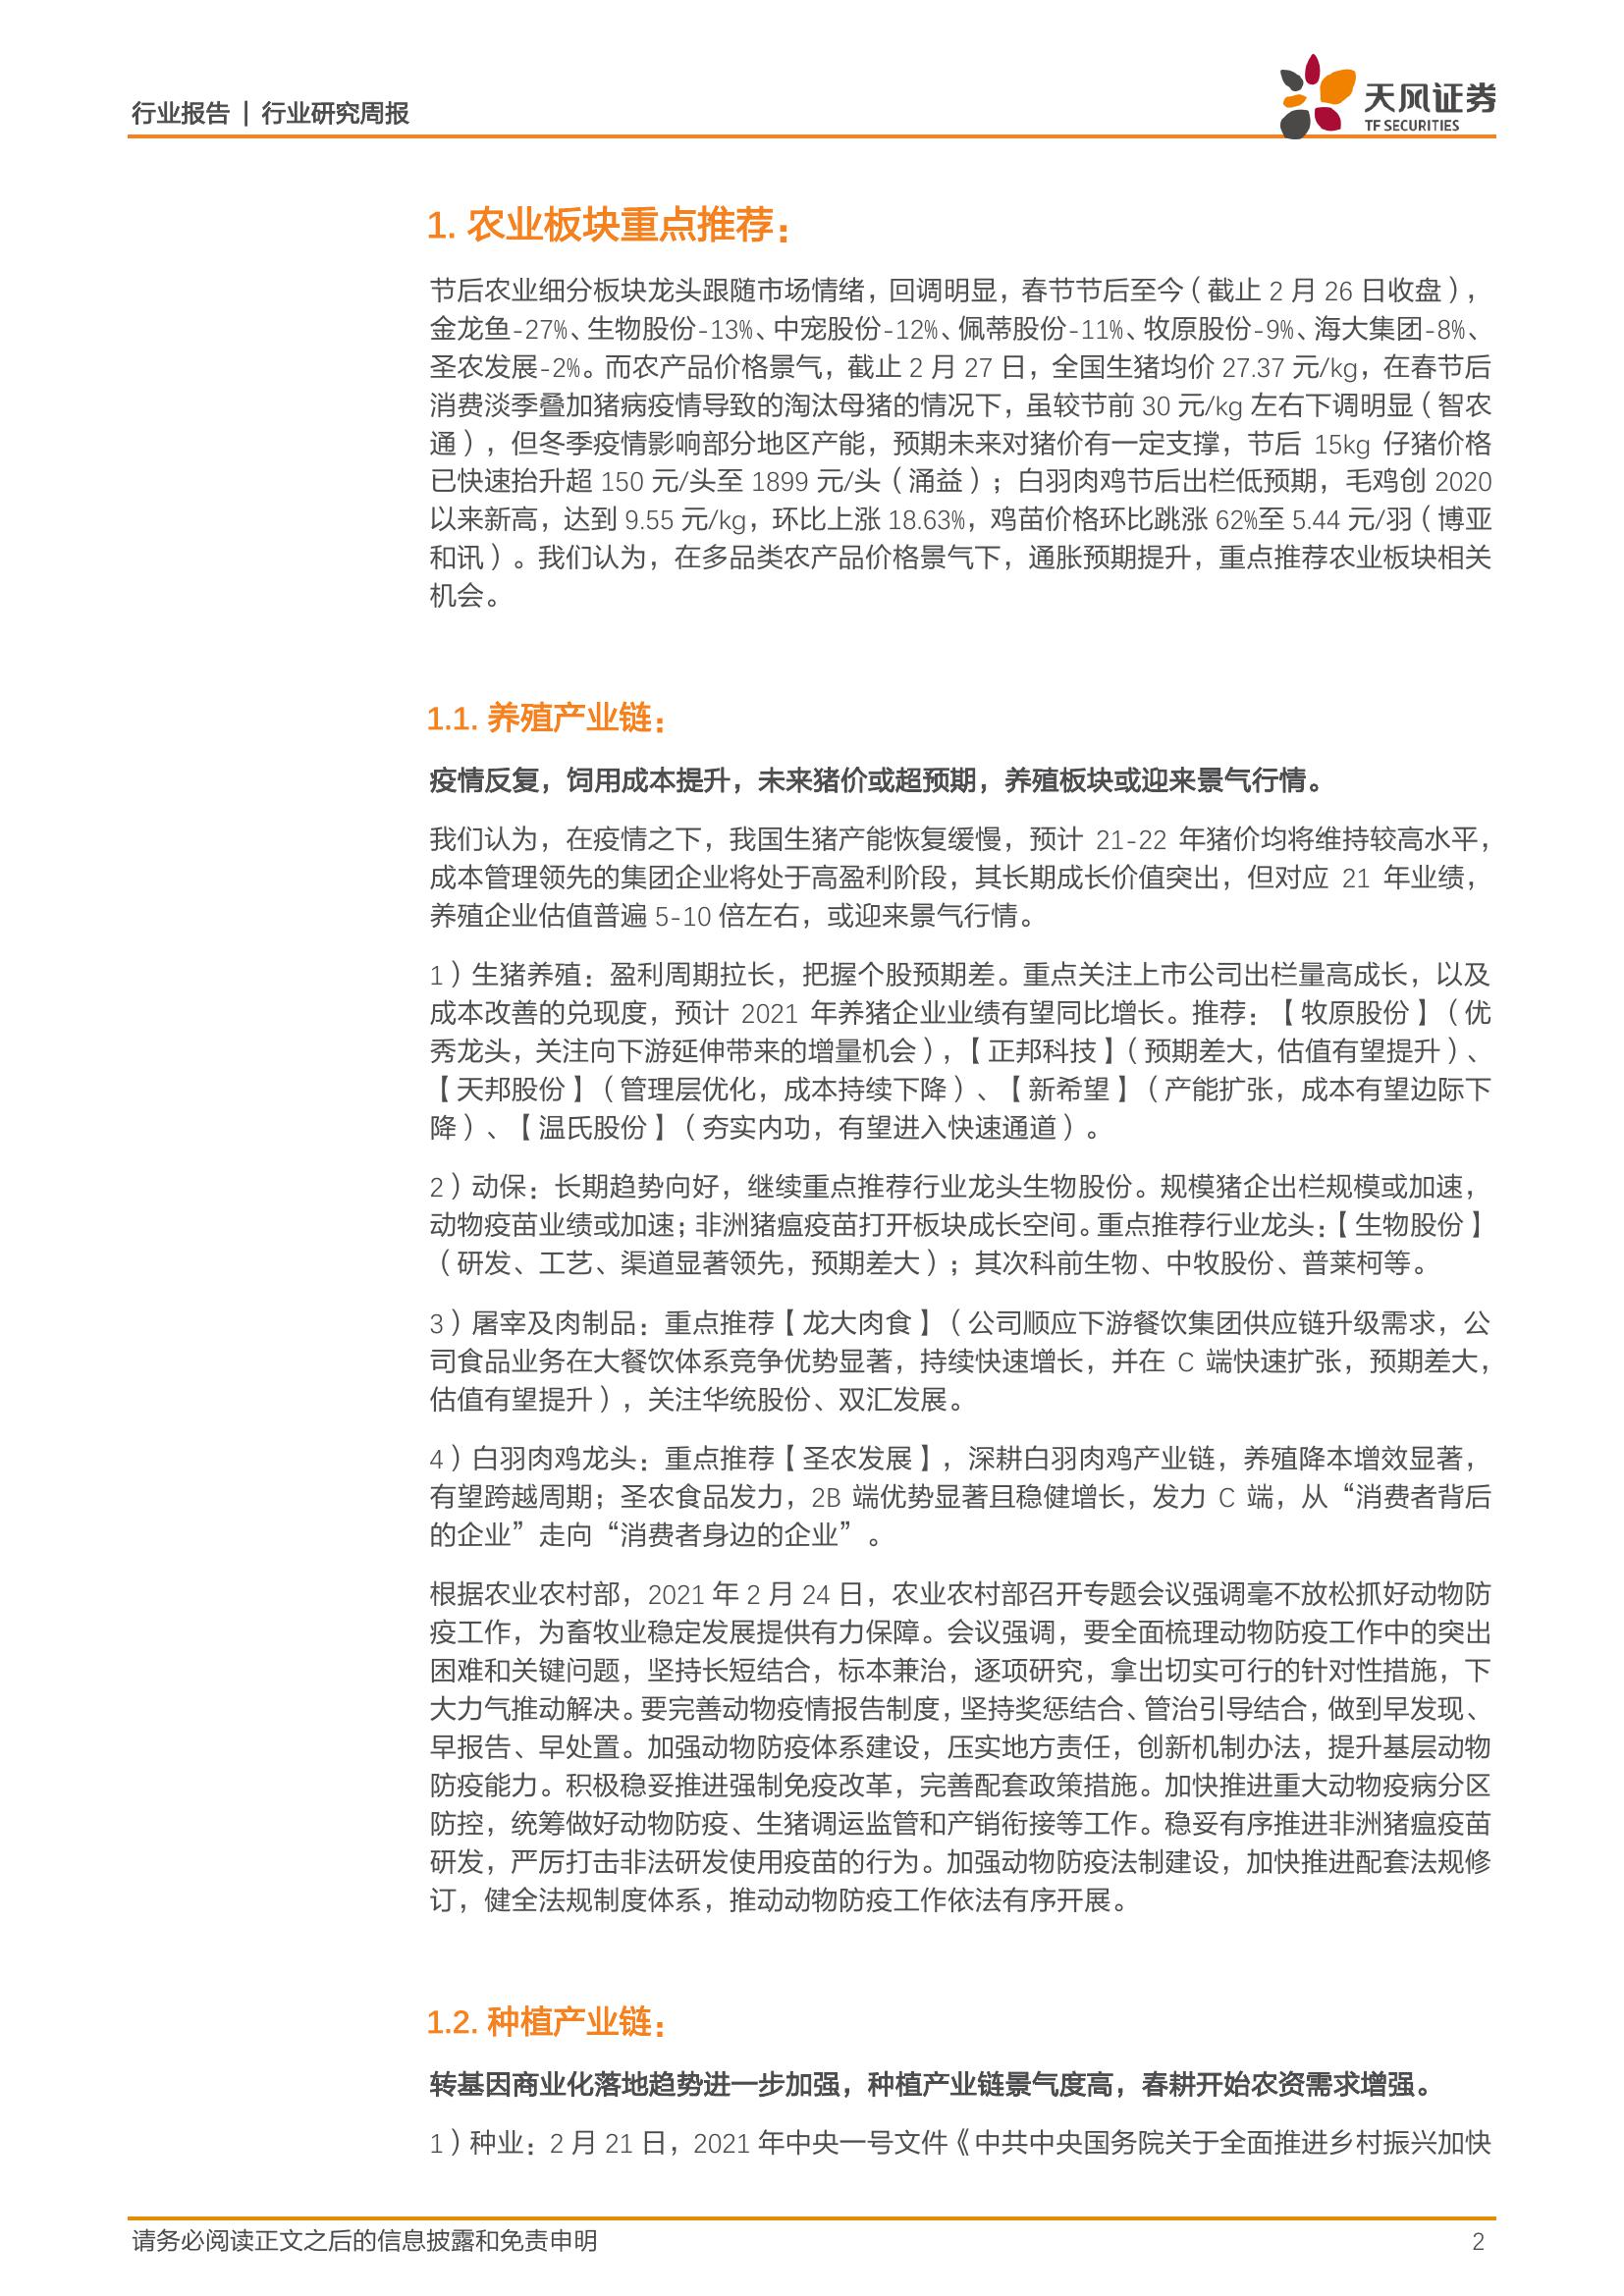 行业报告 | 行业研究周报
天风证券
TF SECURITIES
1. 农业板块重点推荐：
节后农业细分板块龙头跟随市场情绪，回调明显，春节节后至今（截止 2 月 26 日收盘），
金龙鱼-27%、生物股份-13%、中宠股份-12%、佩蒂股份-11%、牧原股份-9%、海大集团-8%、
圣农发展-2%。而农产品价格景气，截止 2 月 27 日，全国生猪均价 27.37 元/kg，在春节后
消费淡季叠加猪病疫情导致的淘汰母猪的情况下，虽较节前 30 元/kg 左右下调明显（智农
通），但冬季疫情影响部分地区产能，预期未来对猪价有一定支撑，节后 15kg 仔猪价格
已快速抬升超 150 元/头至 1899 元/头（涌益）；白羽肉鸡节后出栏低预期，毛鸡创 2020
以来新高，达到 9.55 元/kg，环比上涨 18.63%，鸡苗价格环比跳涨 62%至 5.44 元/羽（博亚
和讯）。我们认为，在多品类农产品价格景气下，通胀预期提升，重点推荐农业板块相关
机会。
1.1. 养殖产业链：
疫情反复，饲用成本提升，未来猪价或超预期，养殖板块或迎来景气行情。
我们认为，在疫情之下，我国生猪产能恢复缓慢，预计 21-22 年猪价均将维持较高水平，
成本管理领先的集团企业将处于高盈利阶段，其长期成长价值突出，但对应 21 年业绩，
养殖企业估值普遍 5-10 倍左右，或迎来景气行情。
1）生猪养殖：盈利周期拉长，把握个股预期差。重点关注上市公司出栏量高成长，以及
成本改善的兑现度，预计 2021 年养猪企业业绩有望同比增长。推荐：【牧原股份】（优
秀龙头，关注向下游延伸带来的增量机会），【正邦科技】（预期差大，估值有望提升）、
【天邦股份】（管理层优化，成本持续下降）、【新希望】（产能扩张，成本有望边际下
降）、【温氏股份】（夯实内功，有望进入快速通道）。
2）动保：长期趋势向好，继续重点推荐行业龙头生物股份。规模猪企出栏规模或加速，
动物疫苗业绩或加速；非洲猪瘟疫苗打开板块成长空间。重点推荐行业龙头：【生物股份】
（研发、工艺、渠道显著领先，预期差大）；其次科前生物、中牧股份、普莱柯等。
3）屠宰及肉制品：重点推荐【龙大肉食】（公司顺应下游餐饮集团供应链升级需求，公
司食品业务在大餐饮体系竞争优势显著，持续快速增长，并在 C 端快速扩张，预期差大，
估值有望提升），关注华统股份、双汇发展。
4）白羽肉鸡龙头：重点推荐【圣农发展】，深耕白羽肉鸡产业链，养殖降本增效显著，
有望跨越周期；圣农食品发力，2B 端优势显著且稳健增长，发力 C 端，从“消费者背后
的企业”走向“消费者身边的企业”。
根据农业农村部，2021 年 2 月 24 日，农业农村部召开专题会议强调毫不放松抓好动物防
疫工作，为畜牧业稳定发展提供有力保障。会议强调，要全面梳理动物防疫工作中的突出
困难和关键问题，坚持长短结合，标本兼治，逐项研究，拿出切实可行的针对性措施，下
大力气推动解决。要完善动物疫情报告制度，坚持奖惩结合、管治引导结合，做到早发现、
早报告、早处置。加强动物防疫体系建设，压实地方责任，创新机制办法，提升基层动物
防疫能力。积极稳妥推进强制免疫改革，完善配套政策措施。加快推进重大动物疫病分区
防控，统筹做好动物防疫、生猪调运监管和产销衔接等工作。稳妥有序推进非洲猪瘟疫苗
研发，严厉打击非法研发使用疫苗的行为。加强动物防疫法制建设，加快推进配套法规修
订，健全法规制度体系，推动动物防疫工作依法有序开展。
1.2. 种植产业链：
转基因商业化落地趋势进一步加强，种植产业链景气度高，春耕开始农资需求增强。
1）种业：2 月 21 日，2021 年中央一号文件《中共中央国务院关于全面推进乡村振兴加快
请务必阅读正文之后的信息披露和免责申明
2